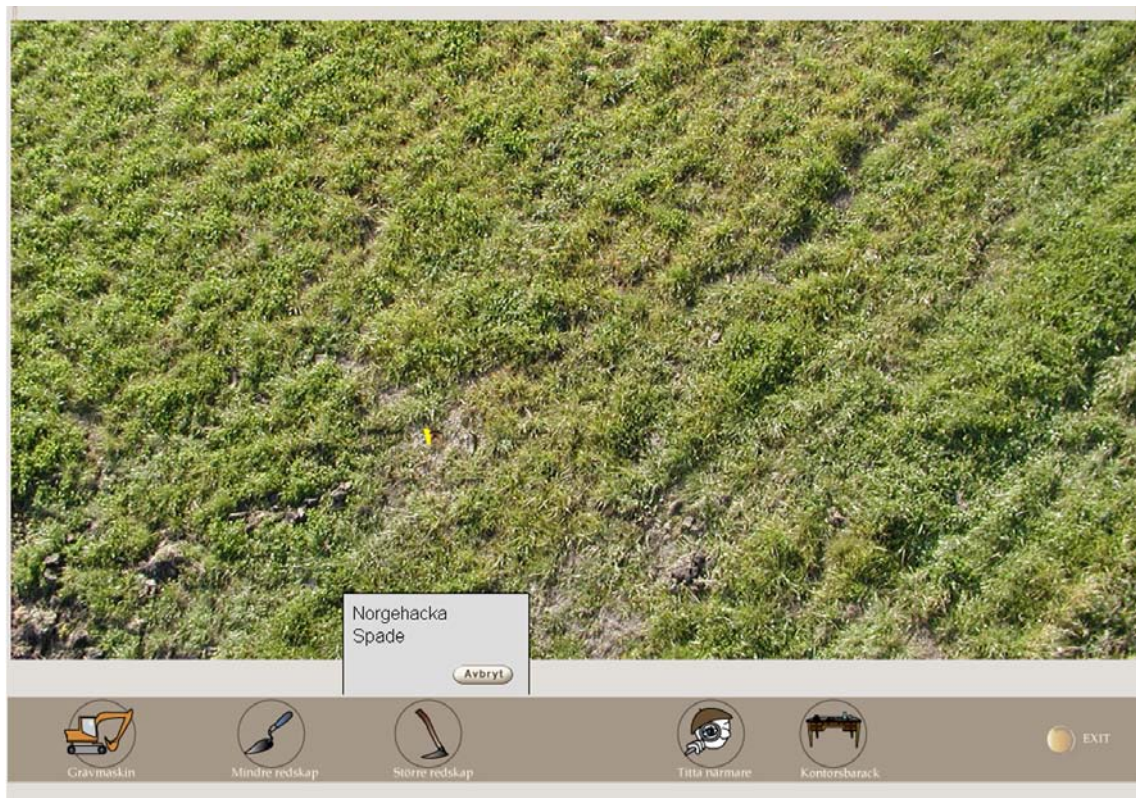 Norgehacka
Spade
Avbryt
Grävmaskin
Mindre redskap
Större redskap
Titta närmare
Kontorsbarack
EXIT